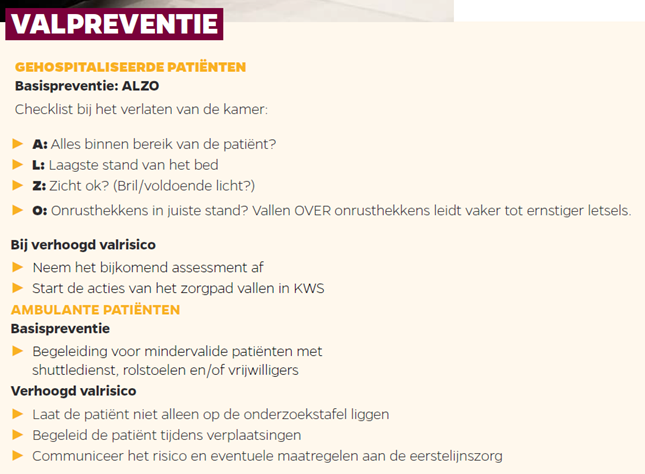 VALPREVENTIE
GEHOSPITALISEERDE PATIËNTEN
Basispreventie: ALZO
Checklist bij het verlaten van de kamer:
A: Alles binnen bereik van de patiënt?
L: Laagste stand van het bed
Z: Zicht ok? (Bril/voldoende licht?)
O: Onrusthekkens in juiste stand? Vallen OVER onrusthekkens leidt vaker tot ernstiger letsels.
Bij verhoogd valrisico
Neem het bijkomend assessment af
Start de acties van het zorgpad vallen in KWS
AMBULANTE PATIËNTEN
Basispreventie
Begeleiding voor mindervalide patiënten met
shuttledienst, rolstoelen en/of vrijwilligers
Verhoogd valrisico
Laat de patiënt niet alleen op de onderzoekstafel liggen
Begeleid de patiënt tijdens verplaatsingen
Communiceer het risico en eventuele maatregelen aan de eerstelijnszorg